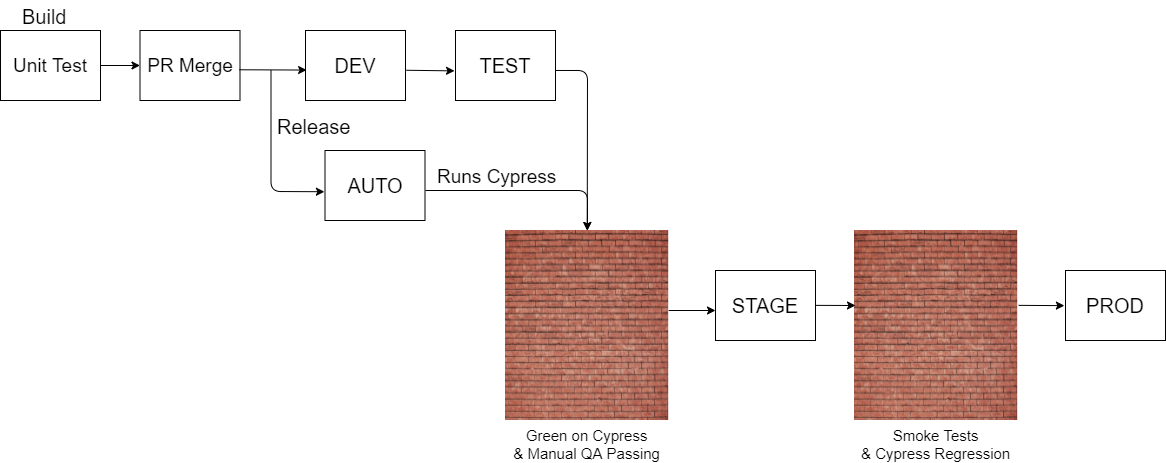 Build
Unit Test
PR Merge
DEV
TEST
Release
AUTO
Runs Cypress
STAGE
PROD
Green on Cypress
& Manual QA Passing
Smoke Tests
& Cypress Regression